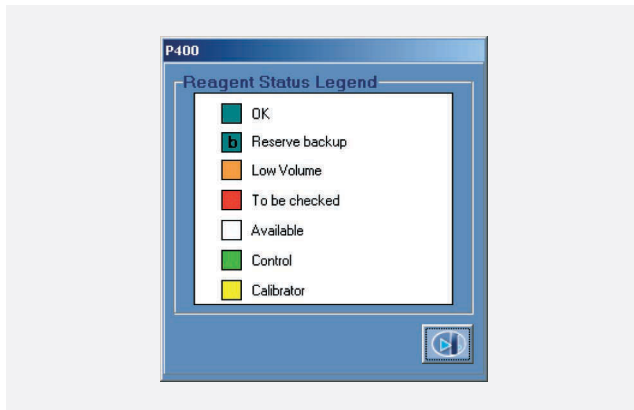 P400
Reagent Status Legend
OK
b Reserve backup
Low Volume
To be checked
Available
Control
Calibrator